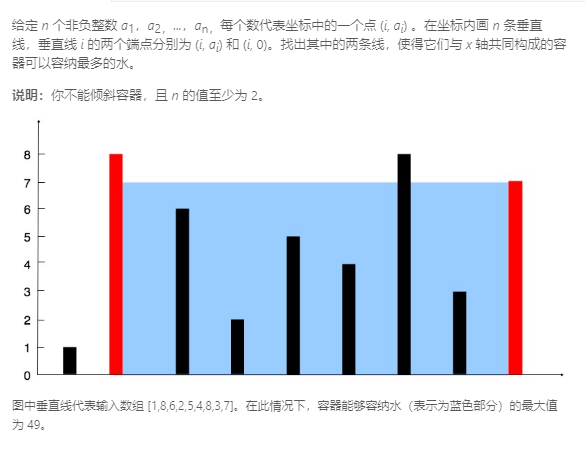 给定 n 个非负整数 a1，a2，...，an，每个数代表坐标中的一个点 (i, ai) 。在坐标内画 n 条垂直
线，垂直线 i 的两个端点分别为 (i, ai) 和 (i, 0)。找出其中的两条线，使得它们与 x 轴共同构成的容
器可以容纳最多的水。
说明：你不能倾斜容器，且 n 的值至少为 2。
8
7
6
5
4
3
2
1
0
图中垂直线代表输入数组 [1,8,6,2,5,4,8,3,7]。在此情况下，容器能够容纳水（表示为蓝色部分）的最大值
为 49。